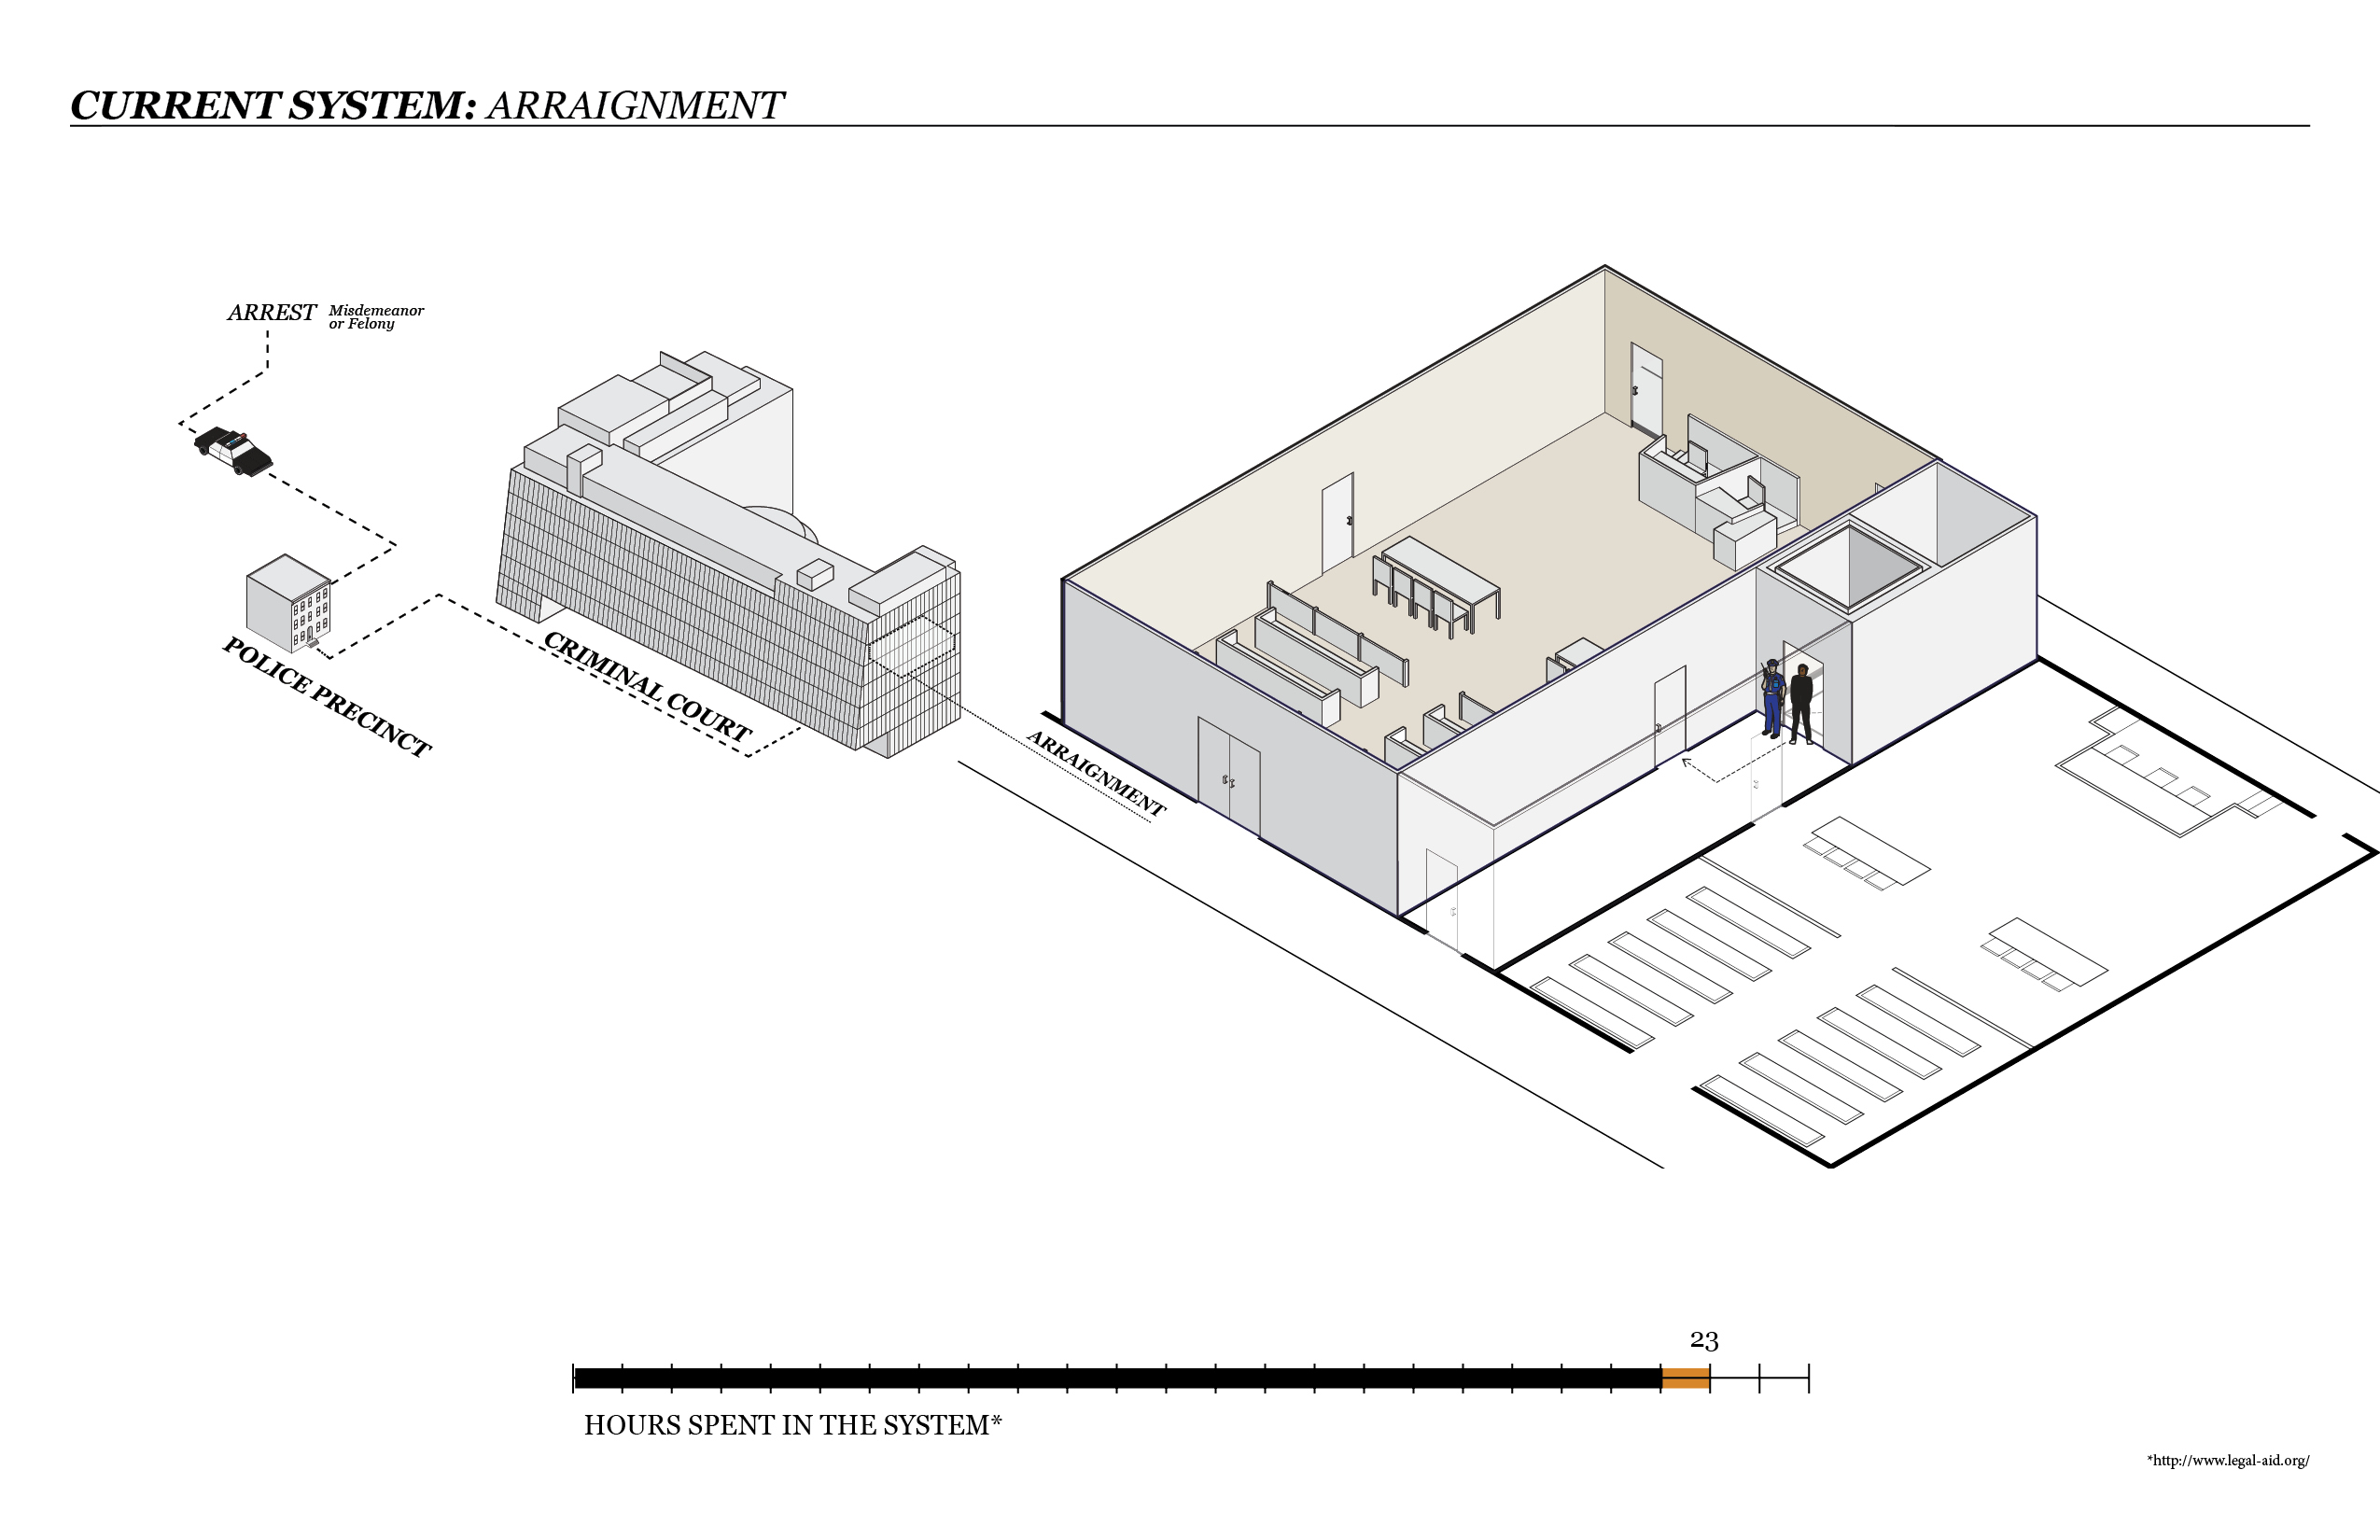 CURRENT SYSTEM: ARRAIGNMENT
ARREST Misdemeanor
or Felony
POLICE PRECINCT
CRIMINAL COURT
ARRAIGNMENT
23
HOURS SPENT IN THE SYSTEM*
*http://www.legal-aid.org/